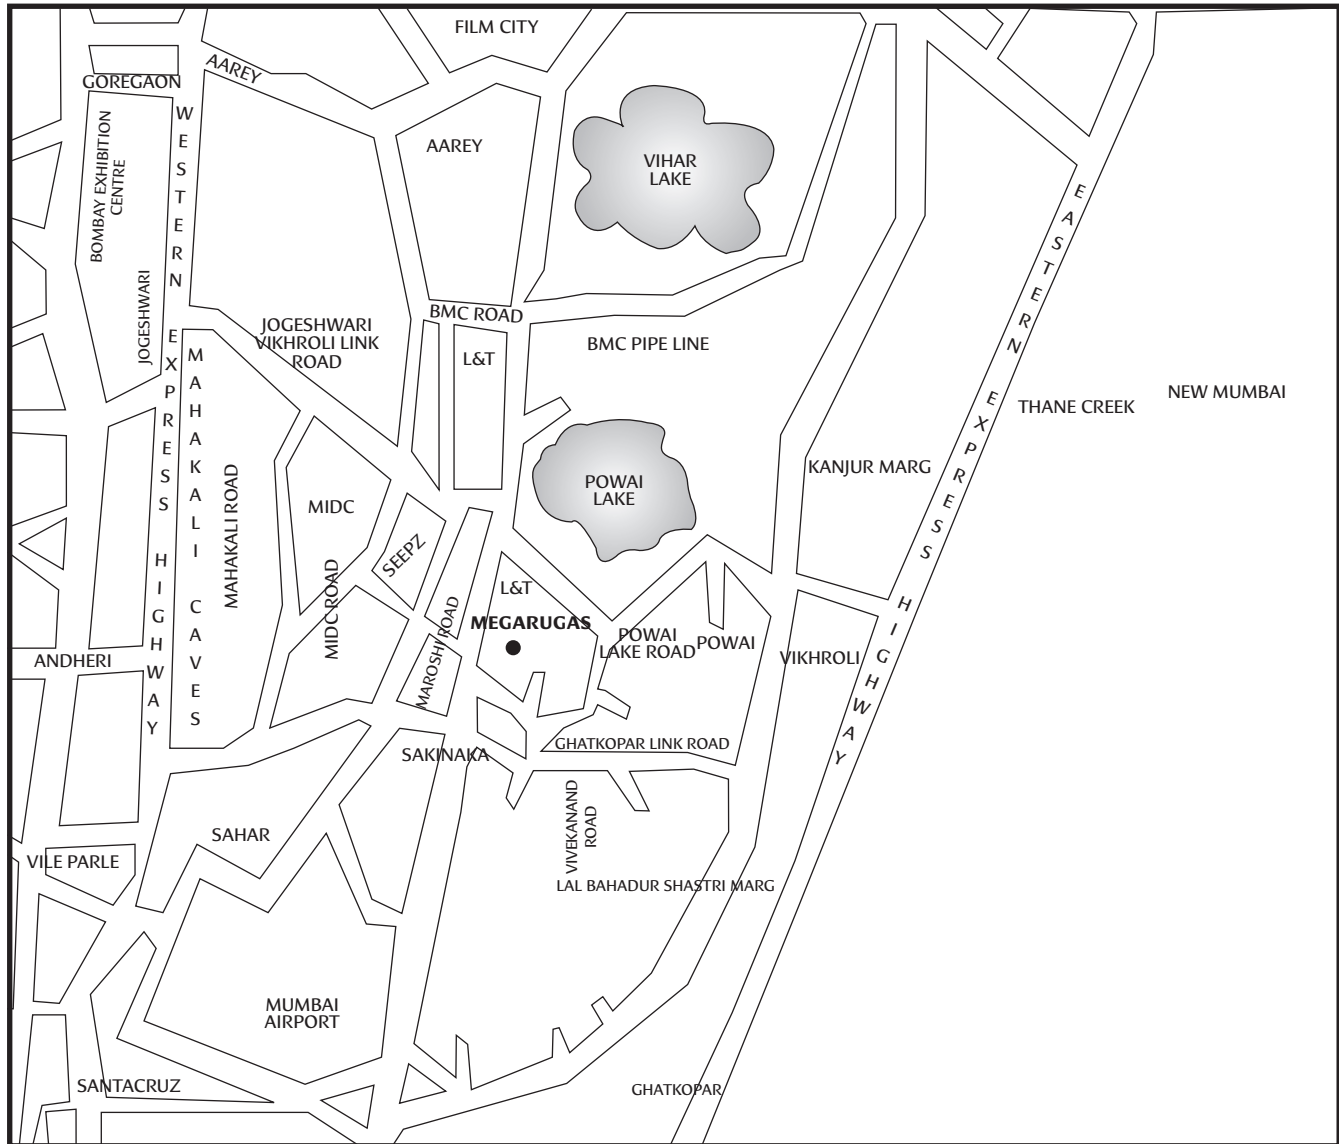 FILM CITY
AAREY
GOREGAON
WESTERN EXPRESS HIGHWAY
BOMBAY EXHIBITION
CENTRE
AAREY
VIHAR
LAKE
EASTERN EXPRESS HIGHWAY
JOGESHWARI
BMC ROAD
JOGESHWARI
VIKHROLI LINK
ROAD
L&T
BMC PIPE LINE
MAHAKALI CAVES
THANE CREEK
NEW MUMBAI
MAHAKALI ROAD
KANJUR MARG
POWAI
LAKE
MIDC
SEEPZ
MIDC ROAD
L&T
MEGARUGAS
MAROSHI ROAD
POWAI
LAKE ROAD
POWAI
VIKHROLI
ANDHERI
GHATKOPAR LINK ROAD
SAKINAKA
VIVEKANAND
ROAD
SAHAR
VILE PARLE
LAL BAHADUR SHASTRI MARG
MUMBAI
AIRPORT
SANTACRUZ
GHATKOPAR